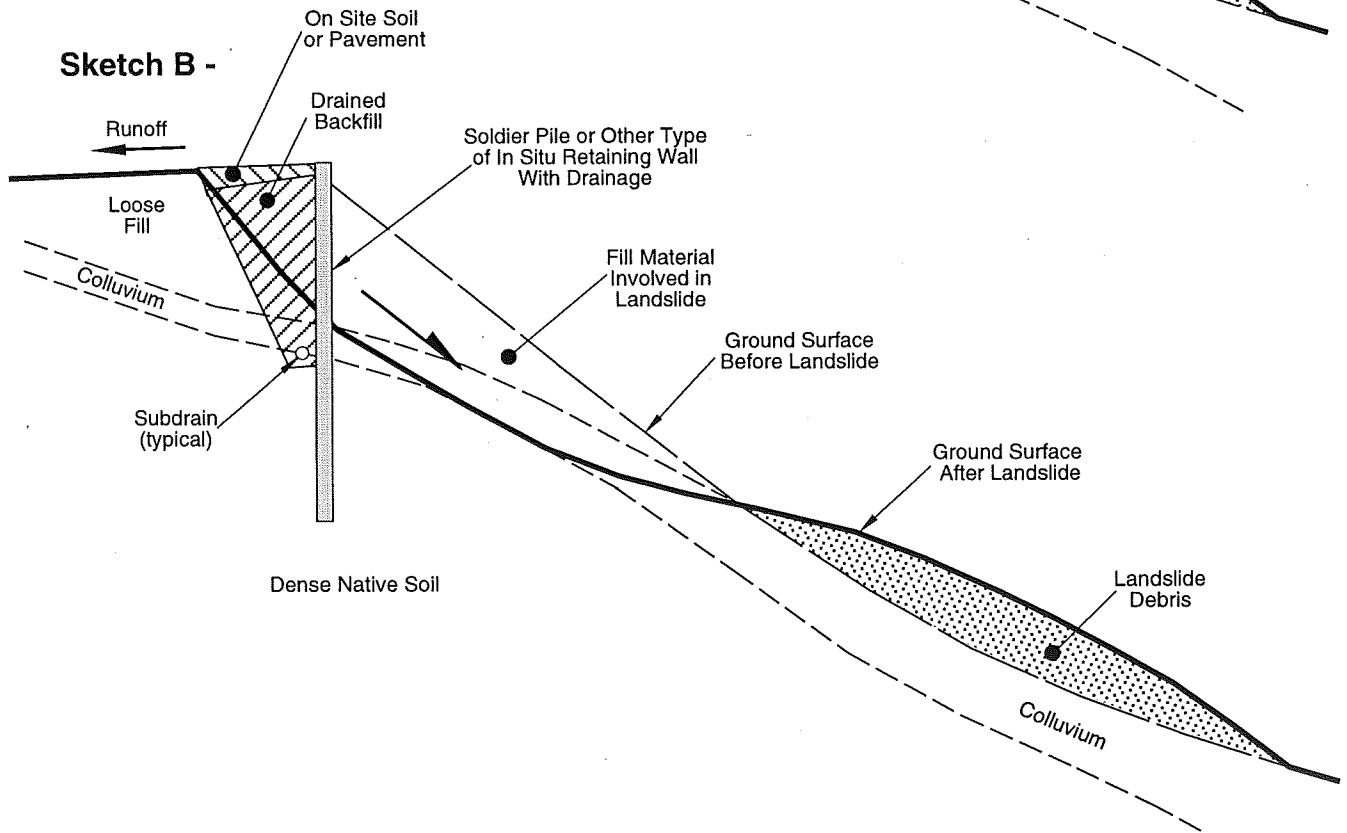 On Site Soil
or Pavement
Sketch B -
Drained
Backfill
Runoff
Soldier Pile or Other Type
of In Situ Retaining Wall
With Drainage
Loose
Fill
Colluvium
Fill Material
Involved in
Landslide
Ground Surface
Before Landslide
Subdrain
(typical)
Ground Surface
After Landslide
Dense Native Soil
Landslide
Debris
Colluvium